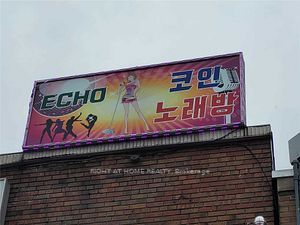 ECHO
코인
노래방
RIGHT AT HOME REALTY, Brokerage